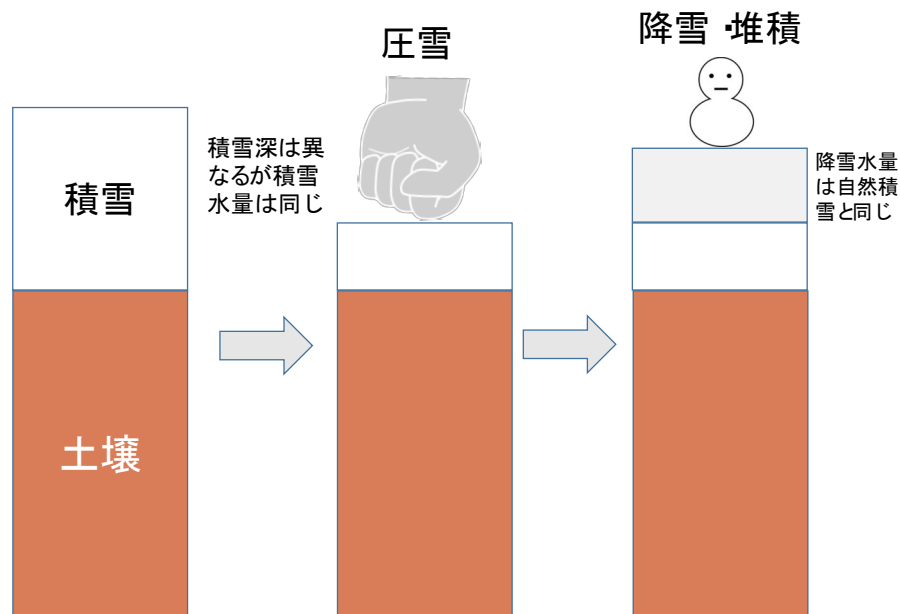 圧雪
降雪・堆積
積雪
積雪深は異
なるが積雪
水量は同じ
降雪水量
は自然積
雪と同じ
土壌